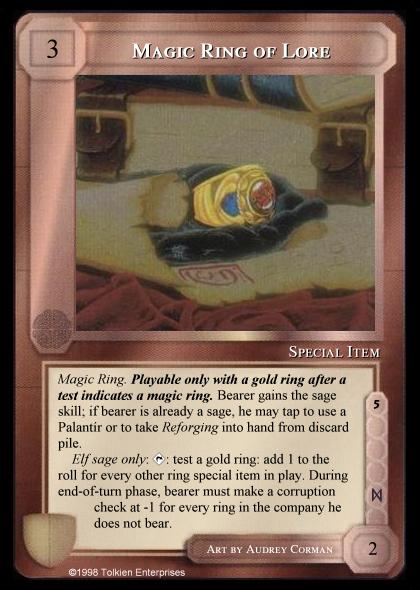 3
Magic Ring of Lore
Special Item
Magic Ring. Playable only with a gold ring after a
test indicates a magic ring. Bearer gains the sage
skill; if bearer is already a sage, he may tap to use a
Palantír or to take Reforging into hand from discard
pile.
Elf sage only: : test a gold ring: add 1 to the
roll for every other ring special item in play. During
end-of-turn phase, bearer must make a corruption
check at -1 for every ring in the company he
does not bear.
5
Art by Audrey Corman
2
©1998 Tolkien Enterprises